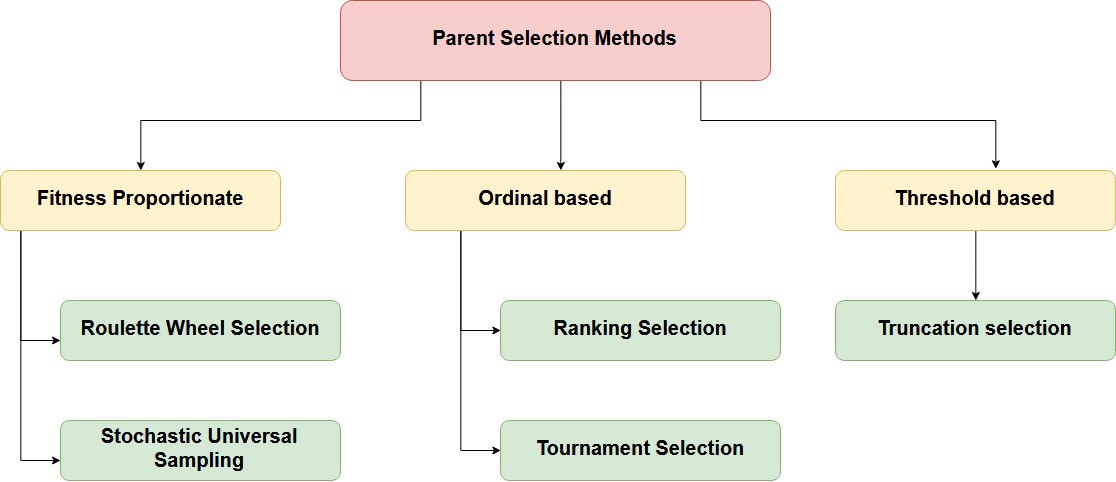 Parent Selection Methods
Fitness Proportionate
Ordinal based
Threshold based
Roulette Wheel Selection
Ranking Selection
Truncation selection
Stochastic Universal
Sampling
Tournament Selection